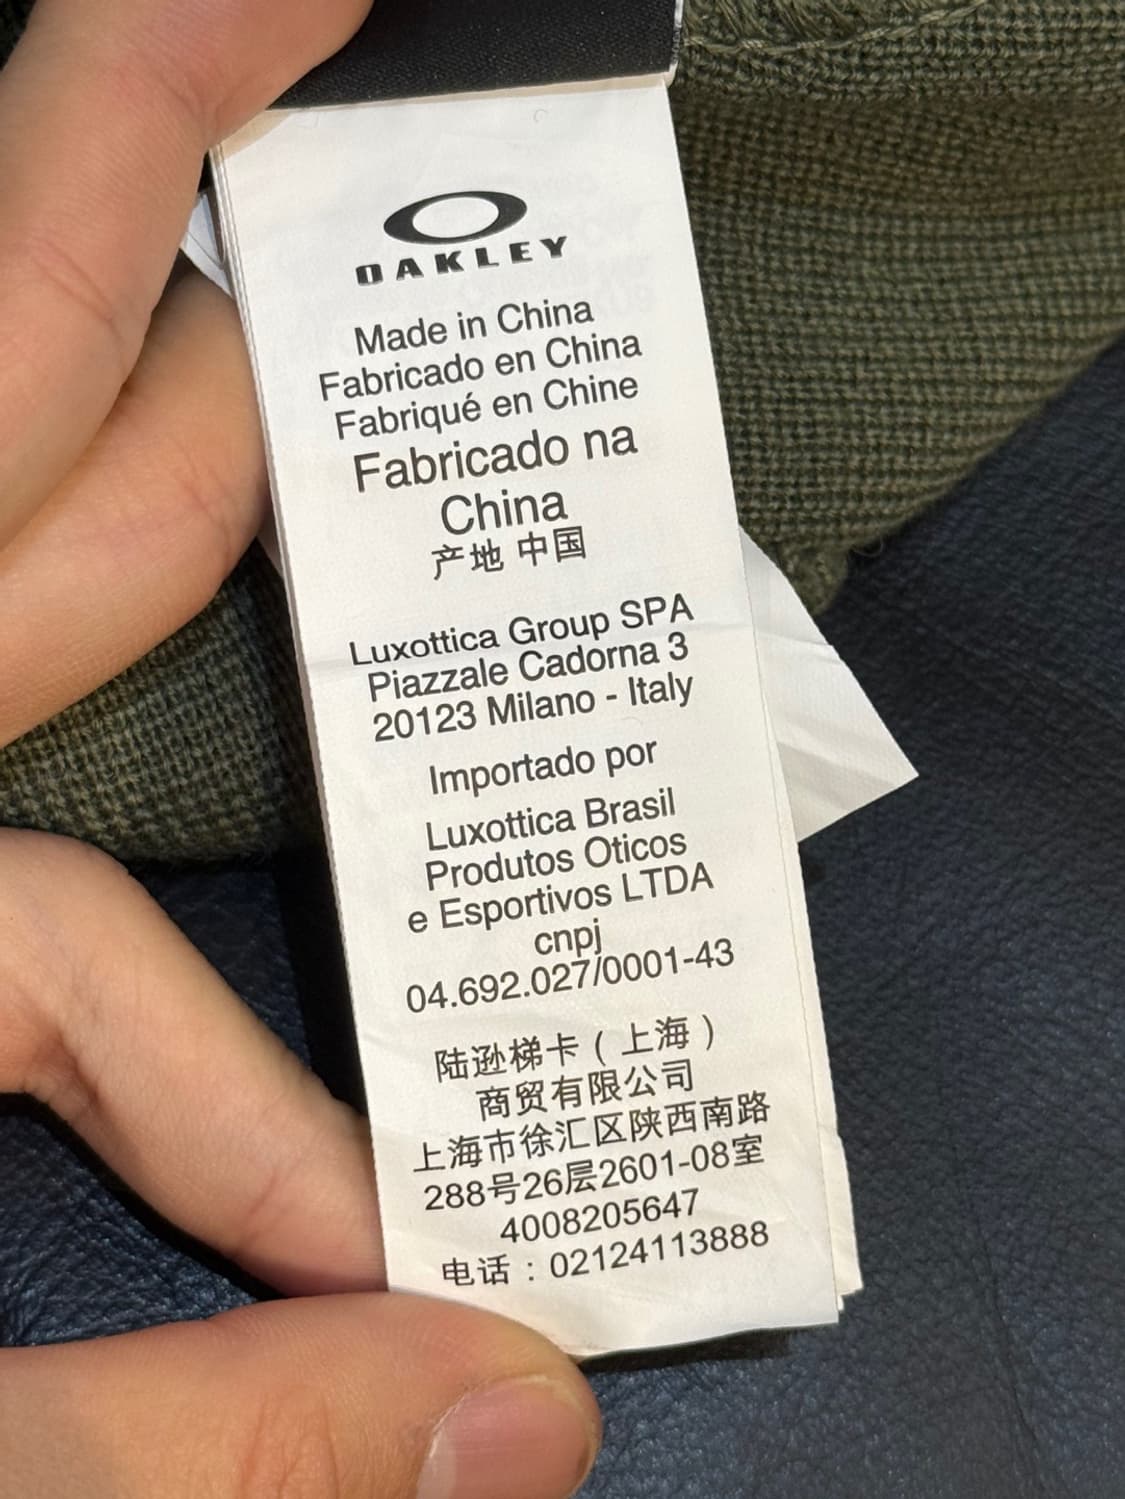 OAKLEY
Made in China
Fabricado en China
Fabriqué en Chine
Fabricado na
China
产地 中国
Luxottica Group SPA
Piazzale Cadorna 3
20123 Milano - Italy
Importado por
Luxottica Brasil
Produtos Oticos
e Esportivos LTDA
cnpj
04.692.027/0001-43
陆逊梯卡（上海）
商贸有限公司
上海市徐汇区陕西南路
288号26层2601-08室
4008205647
电话：02124113888